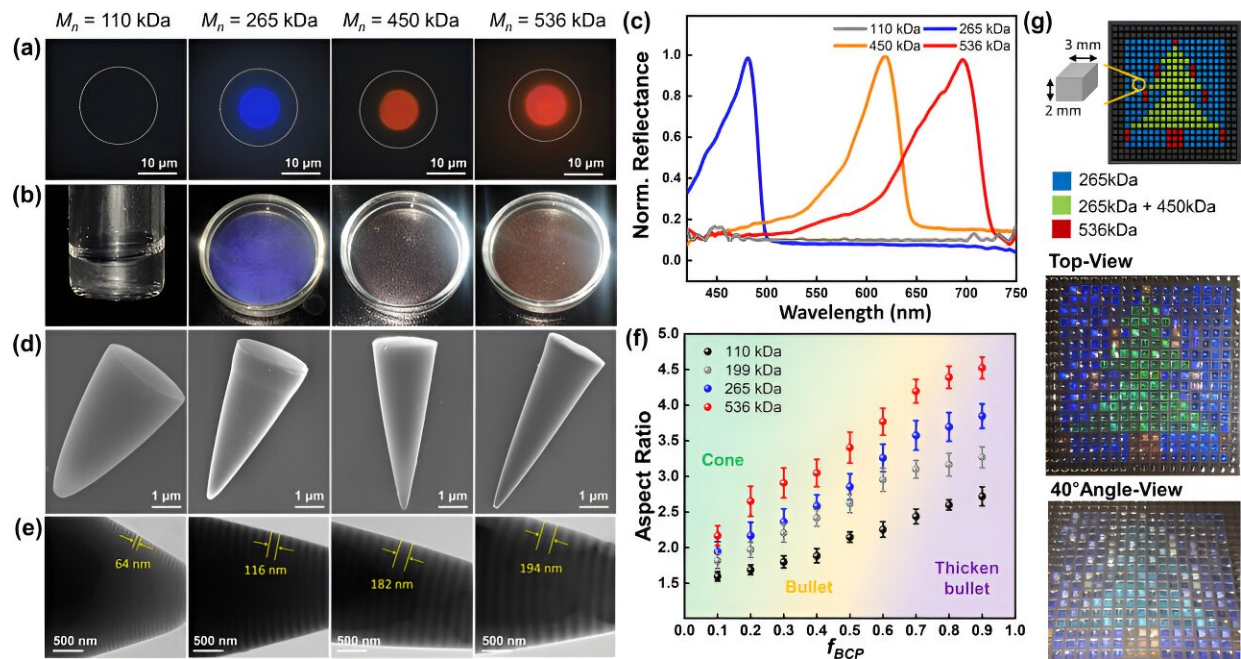 Mn = 110 kDa Mn = 265 kDa Mn = 450 kDa Mn = 536 kDa
(a)
10 µm 10 µm 10 µm 10 µm
(b)
(d)
1 µm 1 µm 1 µm 1 µm
(e)
64 nm 116 nm 182 nm 194 nm
500 nm 500 nm 500 nm 500 nm
(c)
110 kDa 265 kDa
450 kDa 536 kDa
Norm. Reflectance
1.0
0.8
0.6
0.4
0.2
0.0
450 500 550 600 650 700 750
Wavelength (nm)
(f)
110 kDa
199 kDa
265 kDa
536 kDa
Aspect Ratio
5.0
4.5
4.0
3.5
3.0
2.5
2.0
1.5
Cone
Bullet
Thicken
bullet
0.0 0.1 0.2 0.3 0.4 0.5 0.6 0.7 0.8 0.9 1.0
fBCP
(g)
3 mm
2 mm
265kDa
265kDa + 450kDa
536kDa
Top-View
40°Angle-View